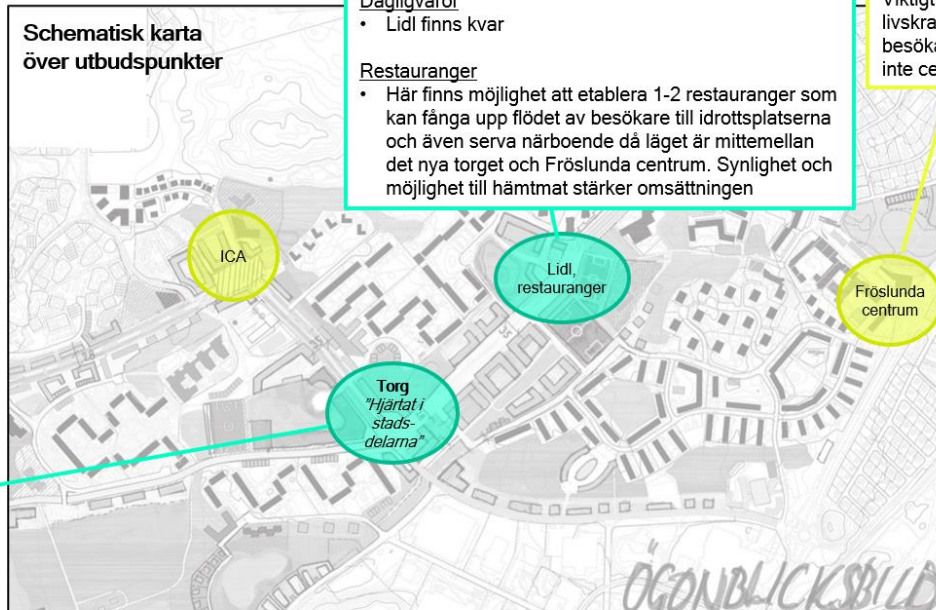 Schematisk karta
över utbudspunkter
Dagligvaror
• Lidl finns kvar
Restauranger
• Här finns möjlighet att etablera 1-2 restauranger som
kan fånga upp flödet av besökare till idrottsplatserna
och även serva närboende då läget är mittemellan
det nya torget och Fröslunda centrum. Synlighet och
möjlighet till hämtmat stärker omsättningen
Viktigt
livskra
besöka
inte ce
ICA
Lidl,
restauranger
Fröslunda
centrum
Torg
"Hjärtat i
stads-
delarna"
ÖGONBLICKSBILD